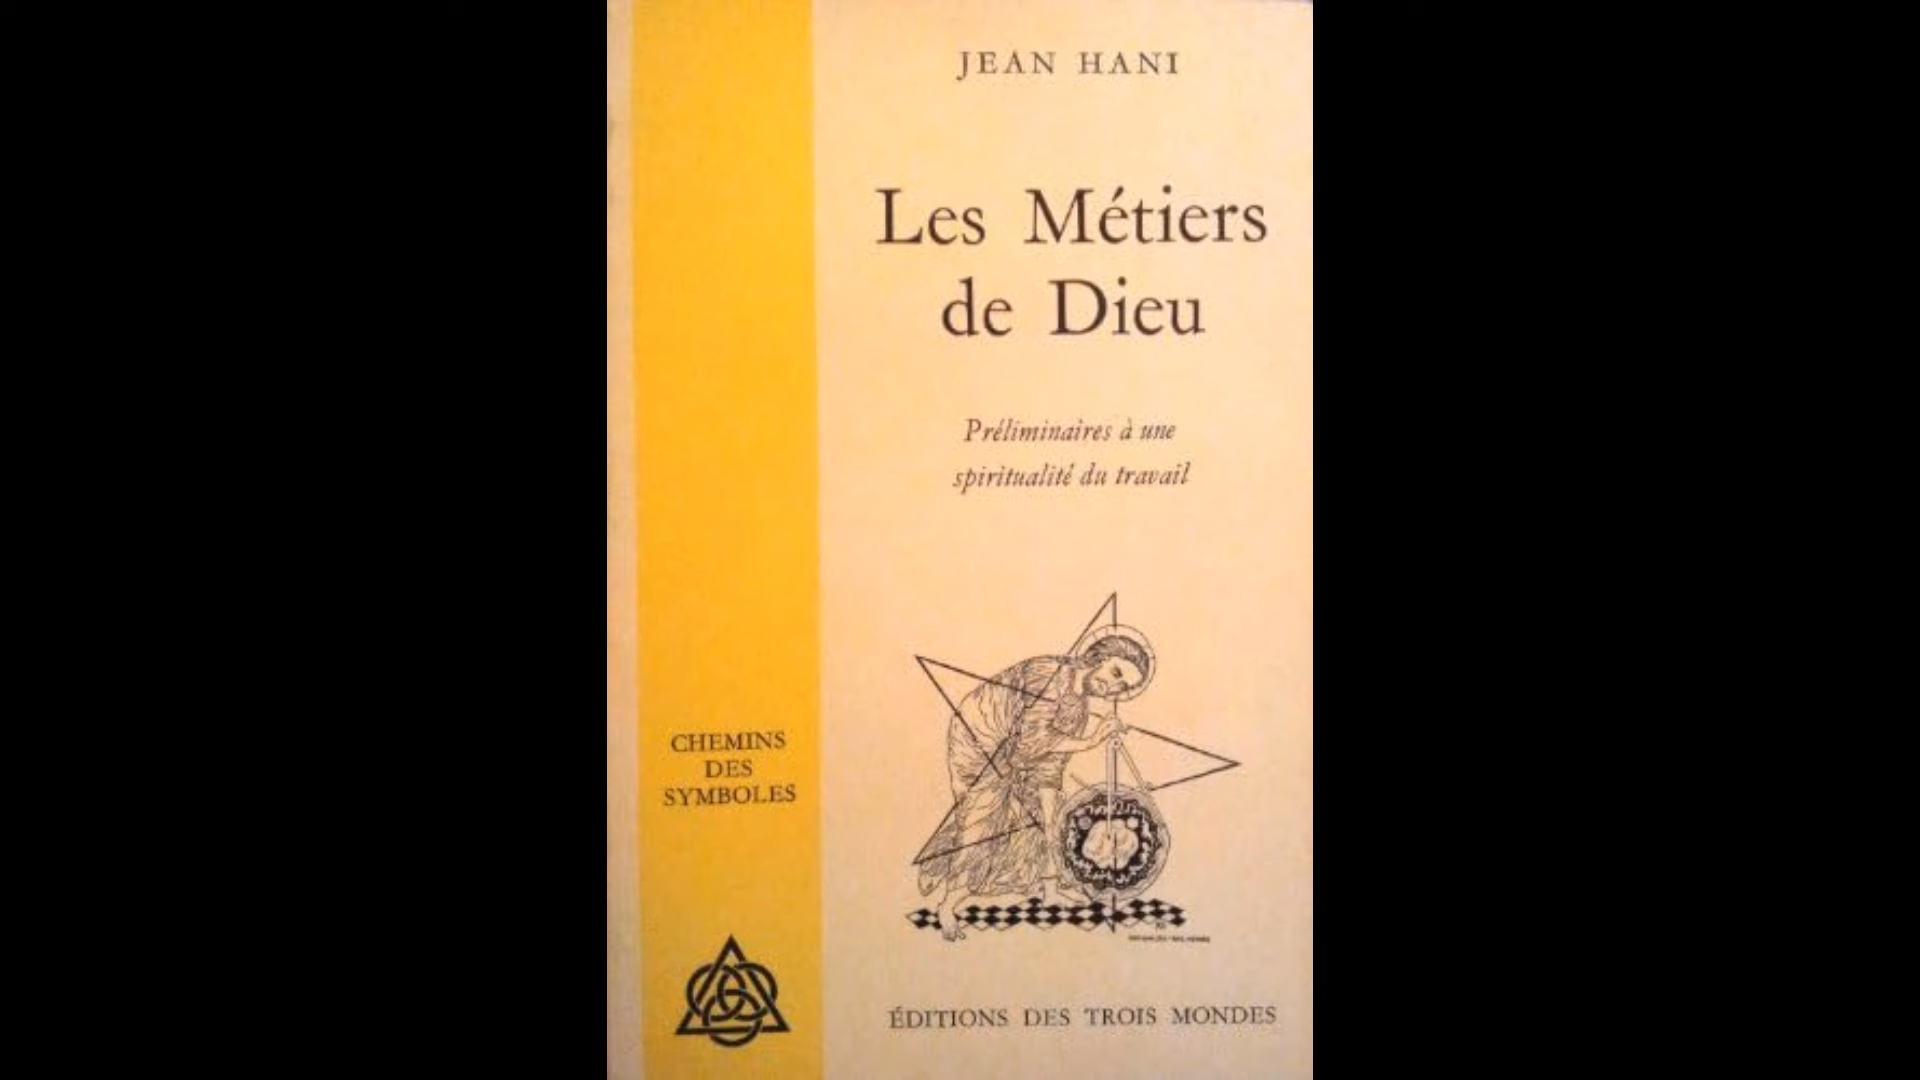 JEAN HANI
Les Métiers
de Dieu
Préliminaires à une
spiritualité du travail
CHEMINS
DES
SYMBOLES
ÉDITIONS DES TROIS MONDES